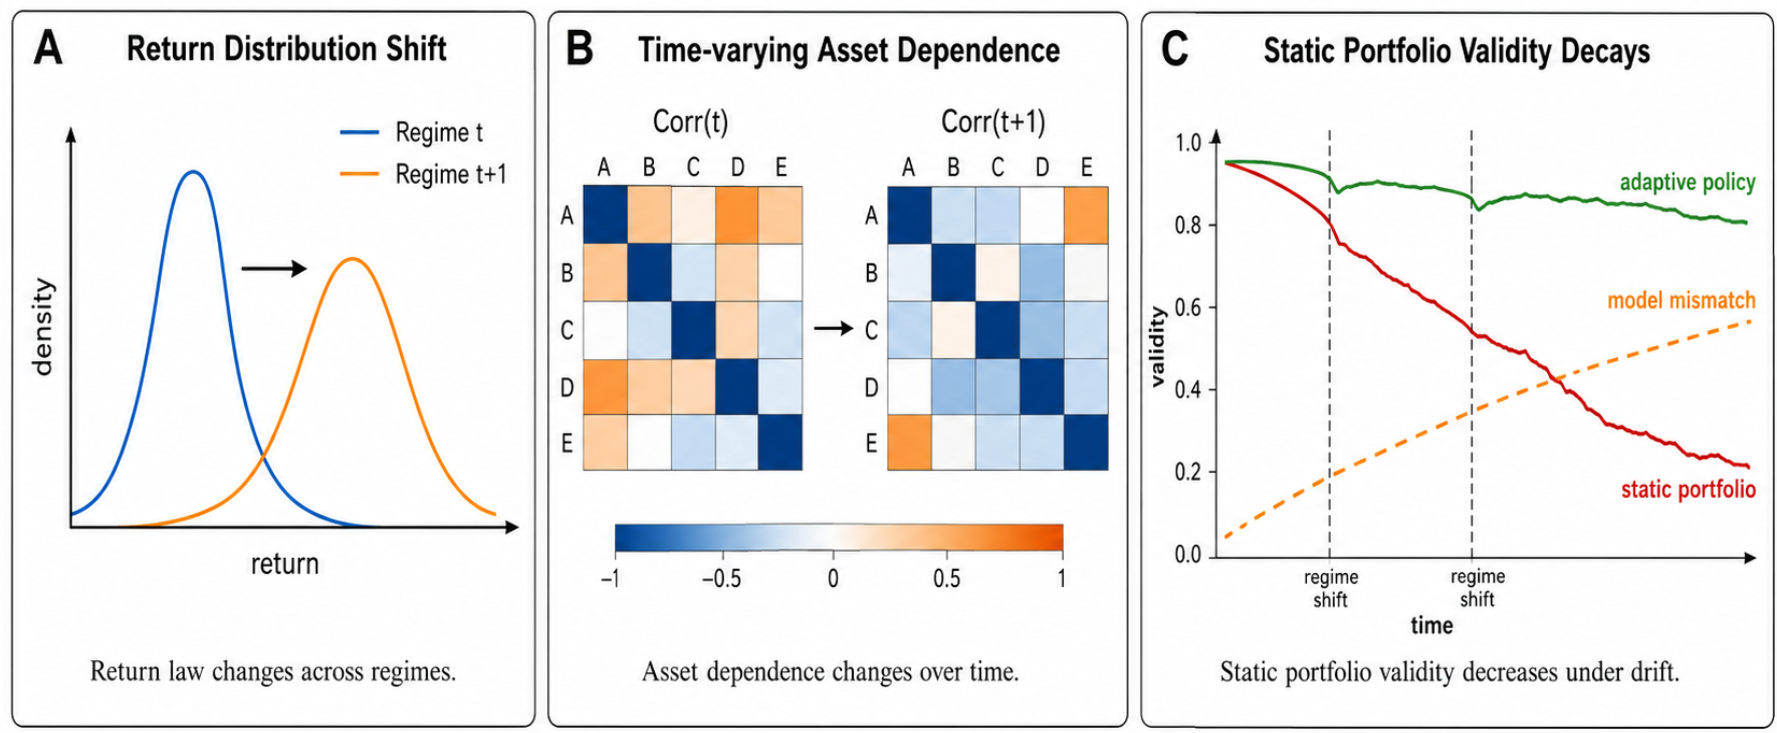 A Return Distribution Shift
Regime t
Regime t+1
density
return
Return law changes across regimes.
B Time-varying Asset Dependence
Corr(t)
A B C D E
A
B
C
D
E
Corr(t+1)
A B C D E
A
B
C
D
E
−1 −0.5 0 0.5 1
Asset dependence changes over time.
C Static Portfolio Validity Decays
1.0
0.8
0.6
0.4
0.2
0.0
validity
adaptive policy
model mismatch
static portfolio
regime
shift
regime
shift
time
Static portfolio validity decreases under drift.